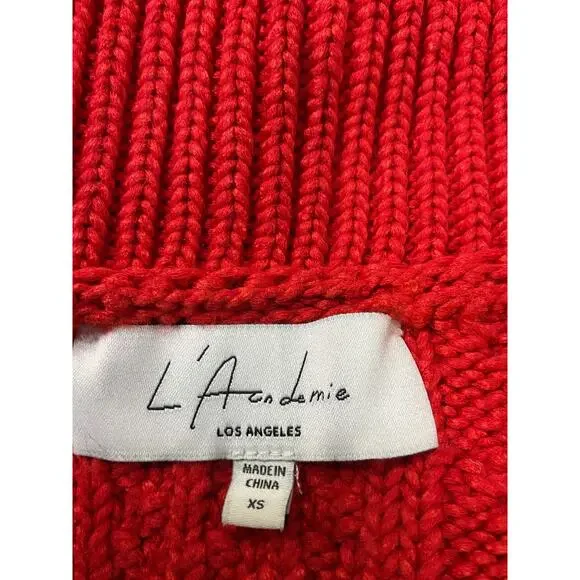 L'Academie
LOS ANGELES
MADE IN
CHINA
XS